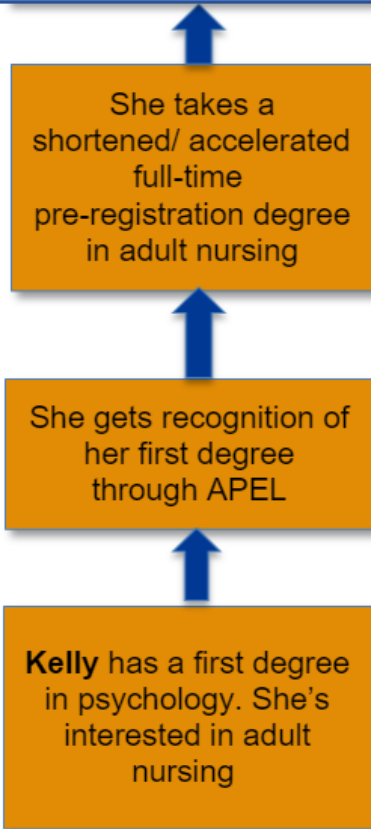 She takes a
shortened/ accelerated
full-time
pre-registration degree
in adult nursing
She gets recognition of
her first degree
through APEL
Kelly has a first degree
in psychology. She’s
interested in adult
nursing